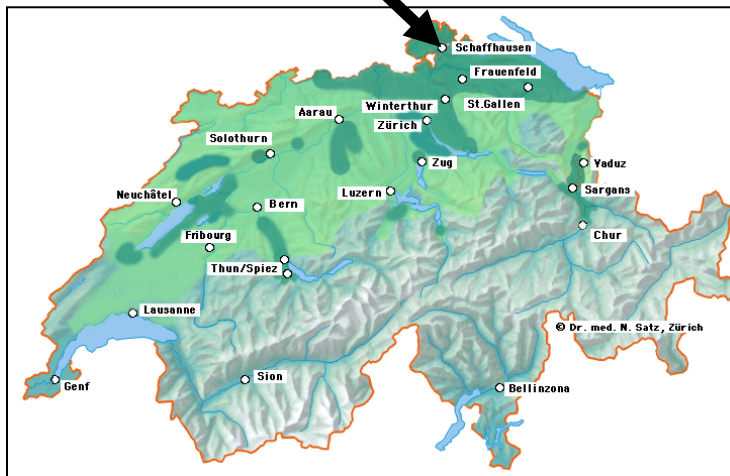 Schaffhausen
Frauenfeld
Winterthur
St.Gallen
Aarau
Zürich
Solothurn
Zug
Vaduz
Neuchâtel
Luzern
Sargans
Bern
Fribourg
Chur
Thun/Spiez
Lausanne
© Dr. med. N. Satz, Zürich
Genf
Sion
Bellinzona